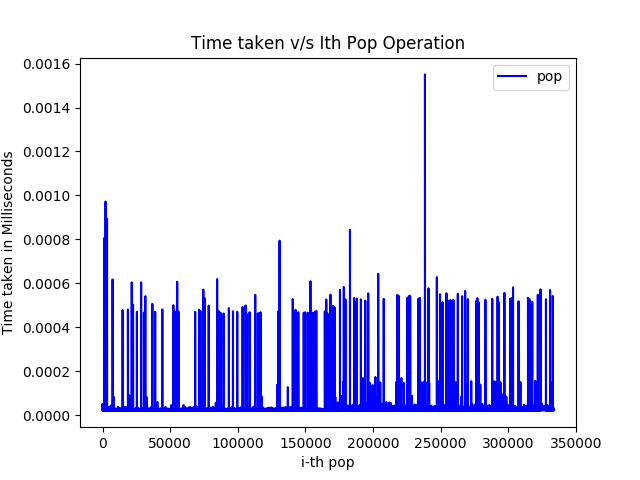 Time taken v/s Ith Pop Operation
pop
Time taken in Milliseconds
0.0016
0.0014
0.0012
0.0010
0.0008
0.0006
0.0004
0.0002
0.0000
0 50000 100000 150000 200000 250000 300000 350000
i-th pop